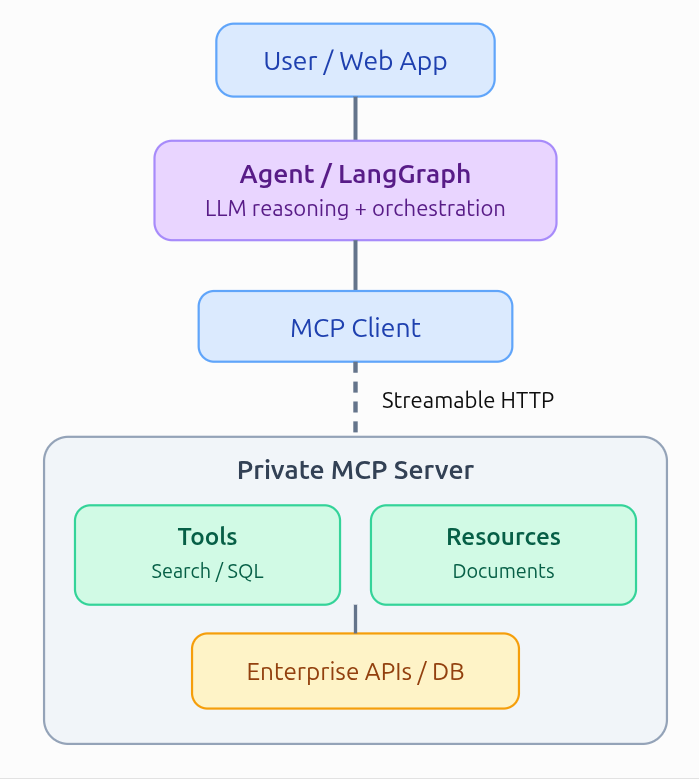 User / Web App
Agent / LangGraph
LLM reasoning + orchestration
MCP Client
Streamable HTTP
Private MCP Server
Tools
Search / SQL
Resources
Documents
Enterprise APIs / DB